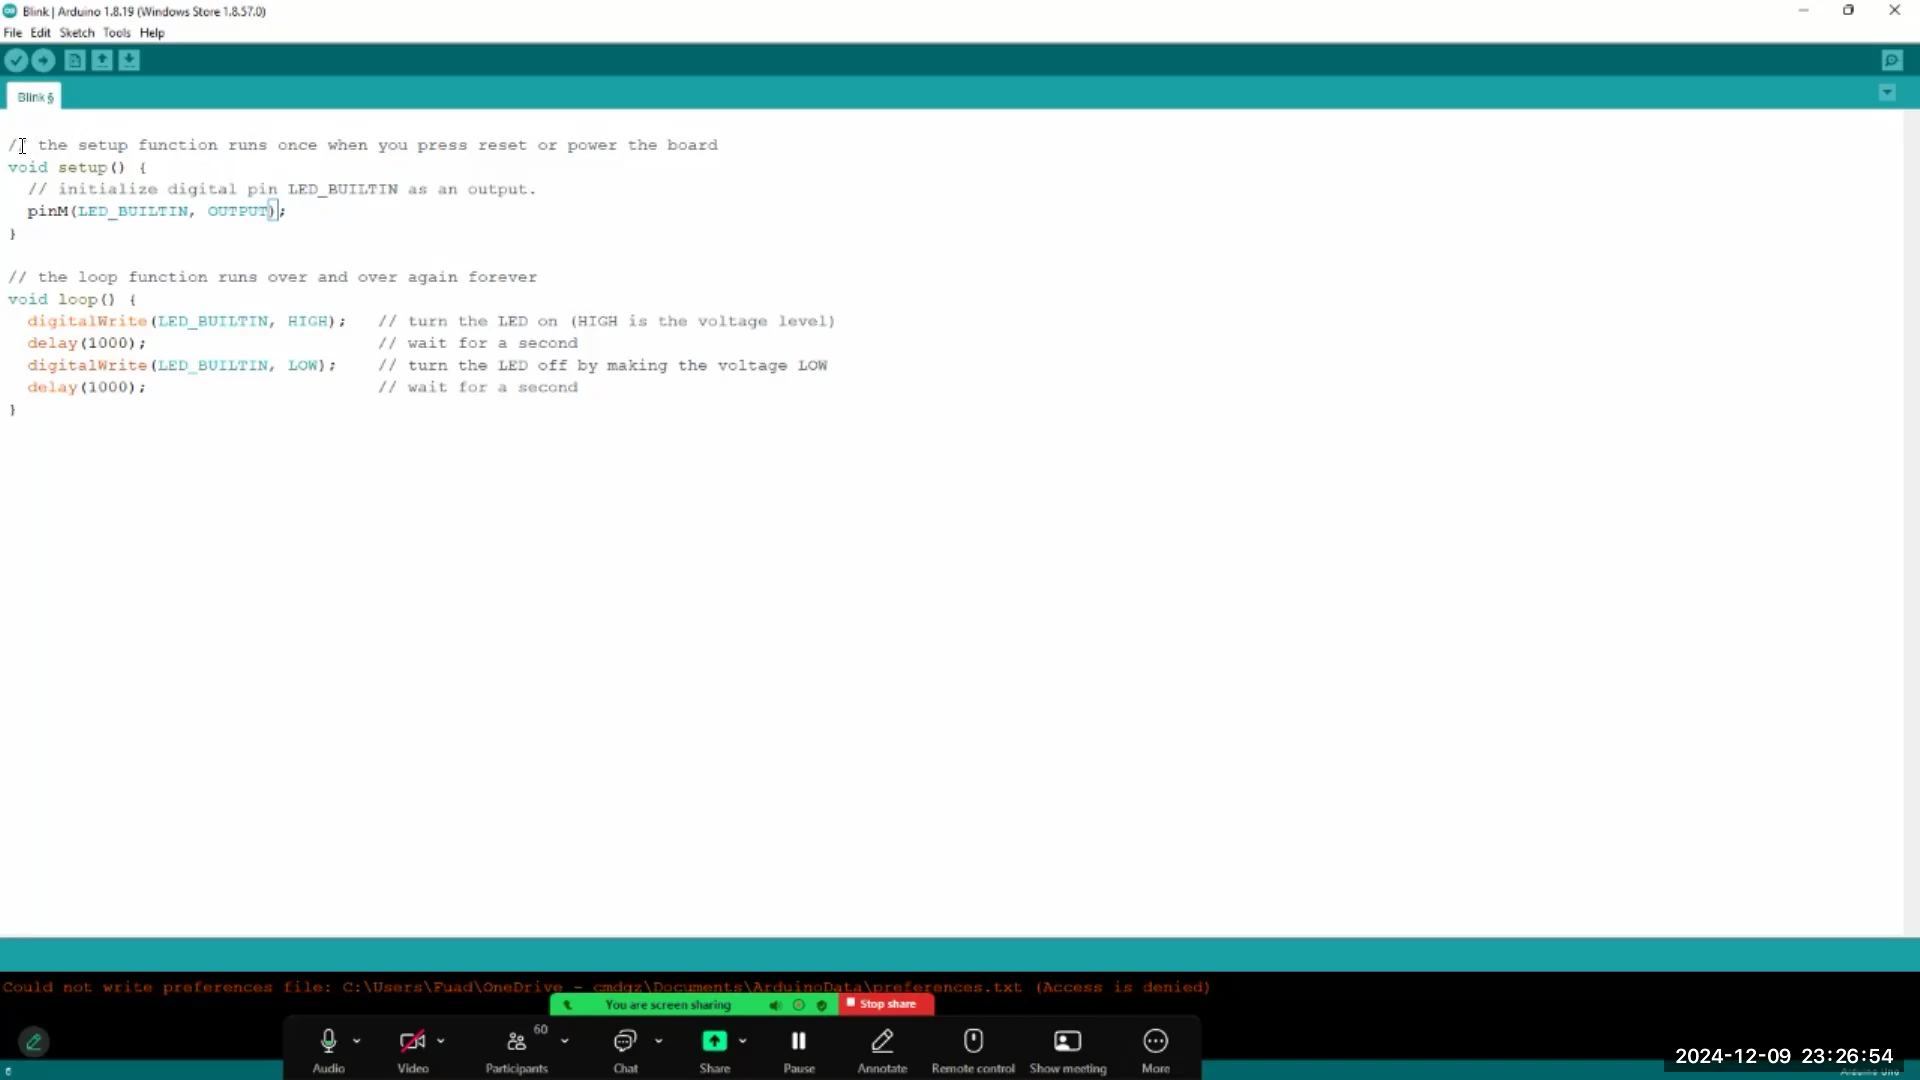 Blink | Arduino 1.8.19 (Windows Store 1.8.57.0)
File Edit Sketch Tools Help
Blink §
// the setup function runs once when you press reset or power the board
void setup() {
// initialize digital pin LED_BUILTIN as an output.
pinM(LED_BUILTIN, OUTPUT);
}
// the loop function runs over and over again forever
void loop() {
digitalWrite(LED_BUILTIN, HIGH);   // turn the LED on (HIGH is the voltage level)
delay(1000);                       // wait for a second
digitalWrite(LED_BUILTIN, LOW);    // turn the LED off by making the voltage LOW
delay(1000);                       // wait for a second
}
Could not write preferences file: C:\Users\Fuad\OneDrive - cmdgz\Documents\ArduinoData\preferences.txt (Access is denied)
You are screen sharing Stop share
60
Audio Video Participants Chat Share Pause Annotate Remote control Show meeting More
2024-12-09 23:26:54
6 Arduino Uno